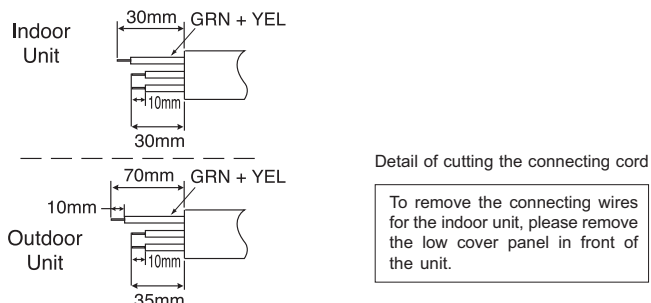 30mm
GRN + YEL
Indoor
Unit
10mm
30mm
70mm
GRN + YEL
10mm
Outdoor
Unit
10mm
35mm
Detail of cutting the connecting cord
To remove the connecting wires
for the indoor unit, please remove
the low cover panel in front of
the unit.